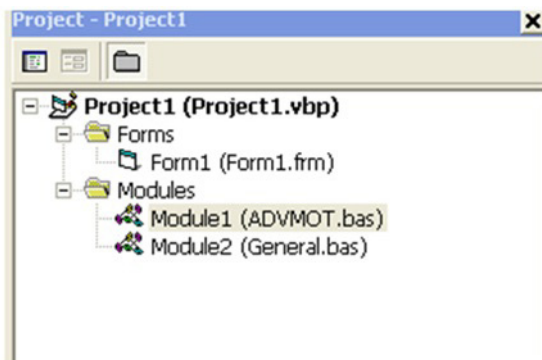 Project - Project1
Project1 (Project1.vbp)
Forms
Form1 (Form1.frm)
Modules
Module1 (ADVMOT.bas)
Module2 (General.bas)